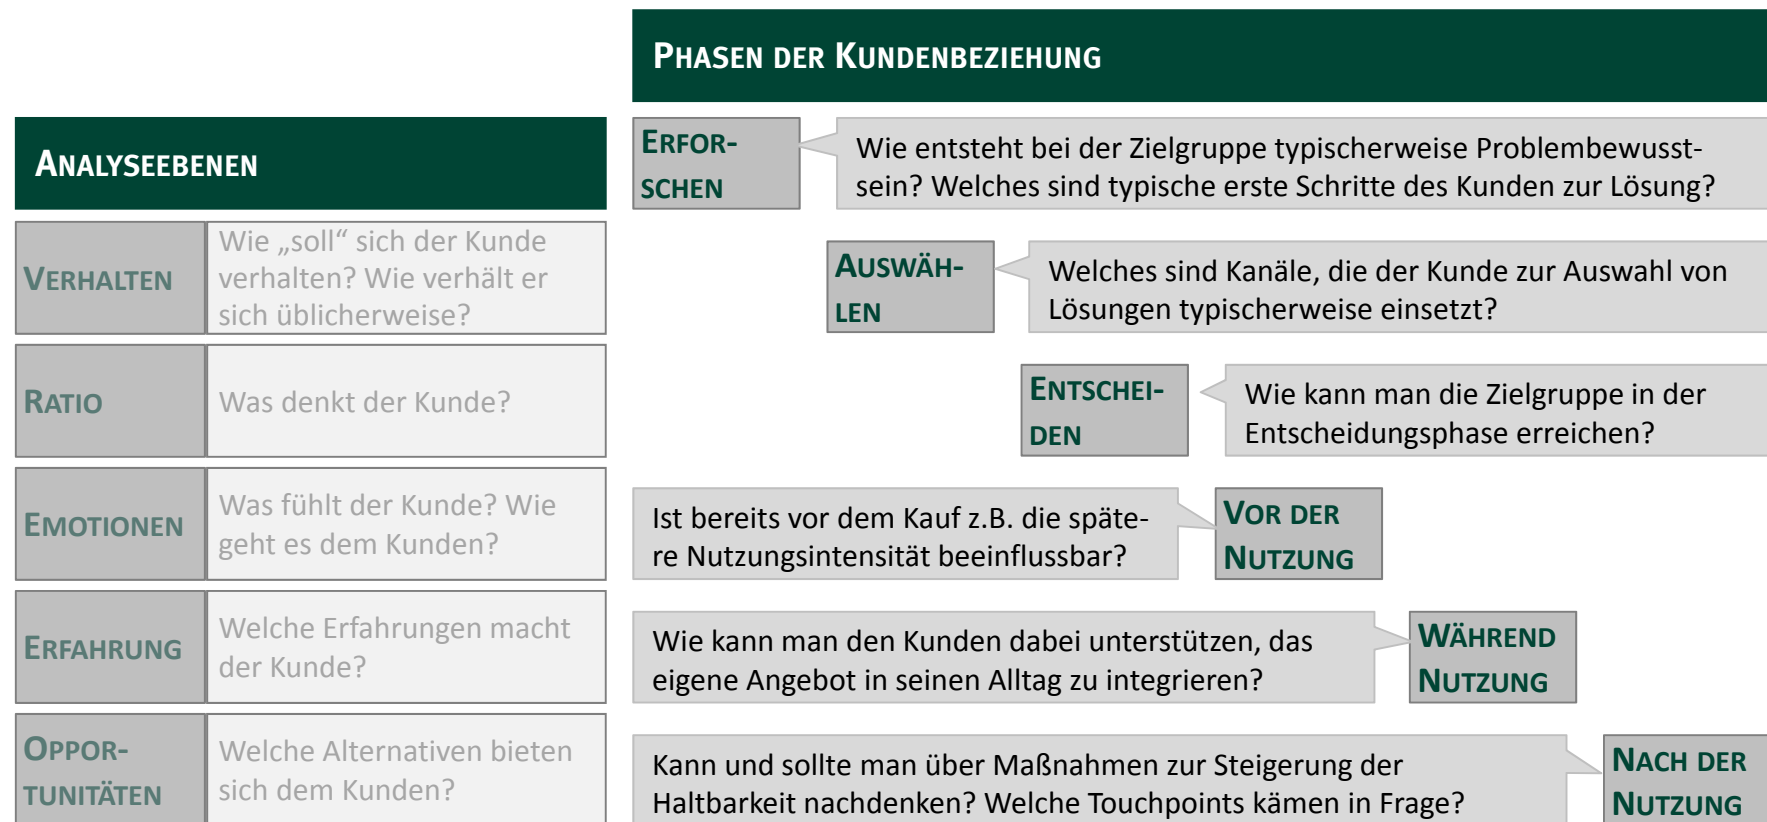 PHASEN DER KUNDENBEZIEHUNG
ANALYSEEBENEN
VERHALTEN
Wie „soll“ sich der Kunde
verhalten? Wie verhält er
sich üblicherweise?
RATIO
Was denkt der Kunde?
EMOTIONEN
Was fühlt der Kunde? Wie
geht es dem Kunden?
ERFAHRUNG
Welche Erfahrungen macht
der Kunde?
OPPOR-
TUNITÄTEN
Welche Alternativen bieten
sich dem Kunden?
ERFOR-
SCHEN
Wie entsteht bei der Zielgruppe typischerweise Problembewusst-
sein? Welches sind typische erste Schritte des Kunden zur Lösung?
AUSWÄH-
LEN
Welches sind Kanäle, die der Kunde zur Auswahl von
Lösungen typischerweise einsetzt?
ENTSCHEI-
DEN
Wie kann man die Zielgruppe in der
Entscheidungsphase erreichen?
Ist bereits vor dem Kauf z.B. die späte-
re Nutzungsintensität beeinflussbar?
VOR DER
NUTZUNG
Wie kann man den Kunden dabei unterstützen, das
eigene Angebot in seinen Alltag zu integrieren?
WÄHREND
NUTZUNG
Kann und sollte man über Maßnahmen zur Steigerung der
Haltbarkeit nachdenken? Welche Touchpoints kämen in Frage?
NACH DER
NUTZUNG